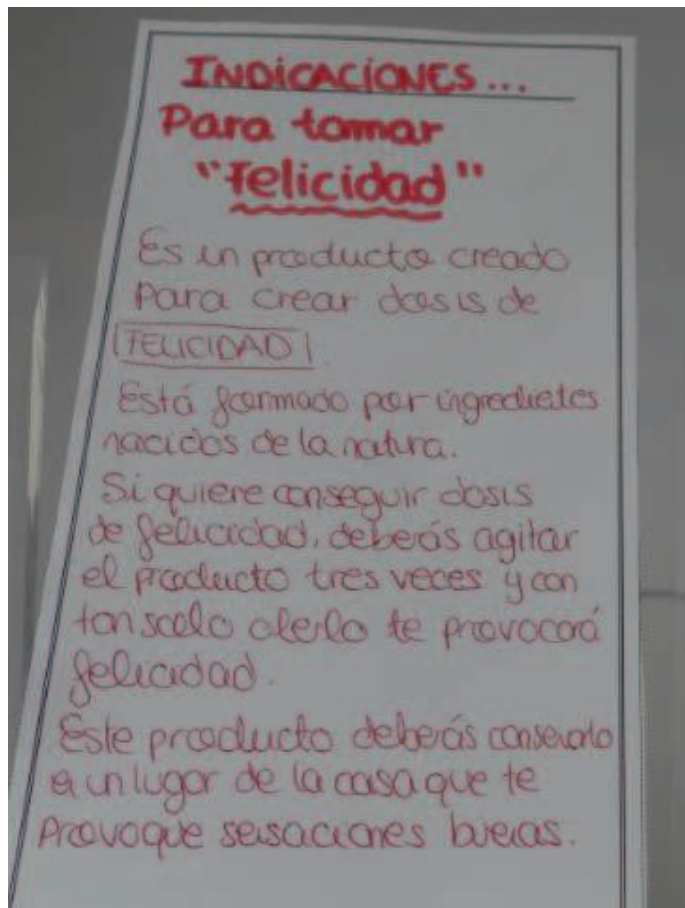 INDICACIONES...
Para tomar
"felicidad"
Es un producto creado
Para crear dosis de
FELICIDAD
Está formado por ingredientes
nacidos de la natura.
Si quiere conseguir dosis
de felicidad, deberás agitar
el producto tres veces y con
tan solo olerlo te provocará
felicidad.
Este producto deberás conservarlo
en un lugar de la casa que te
Provoque sensaciones buenas.